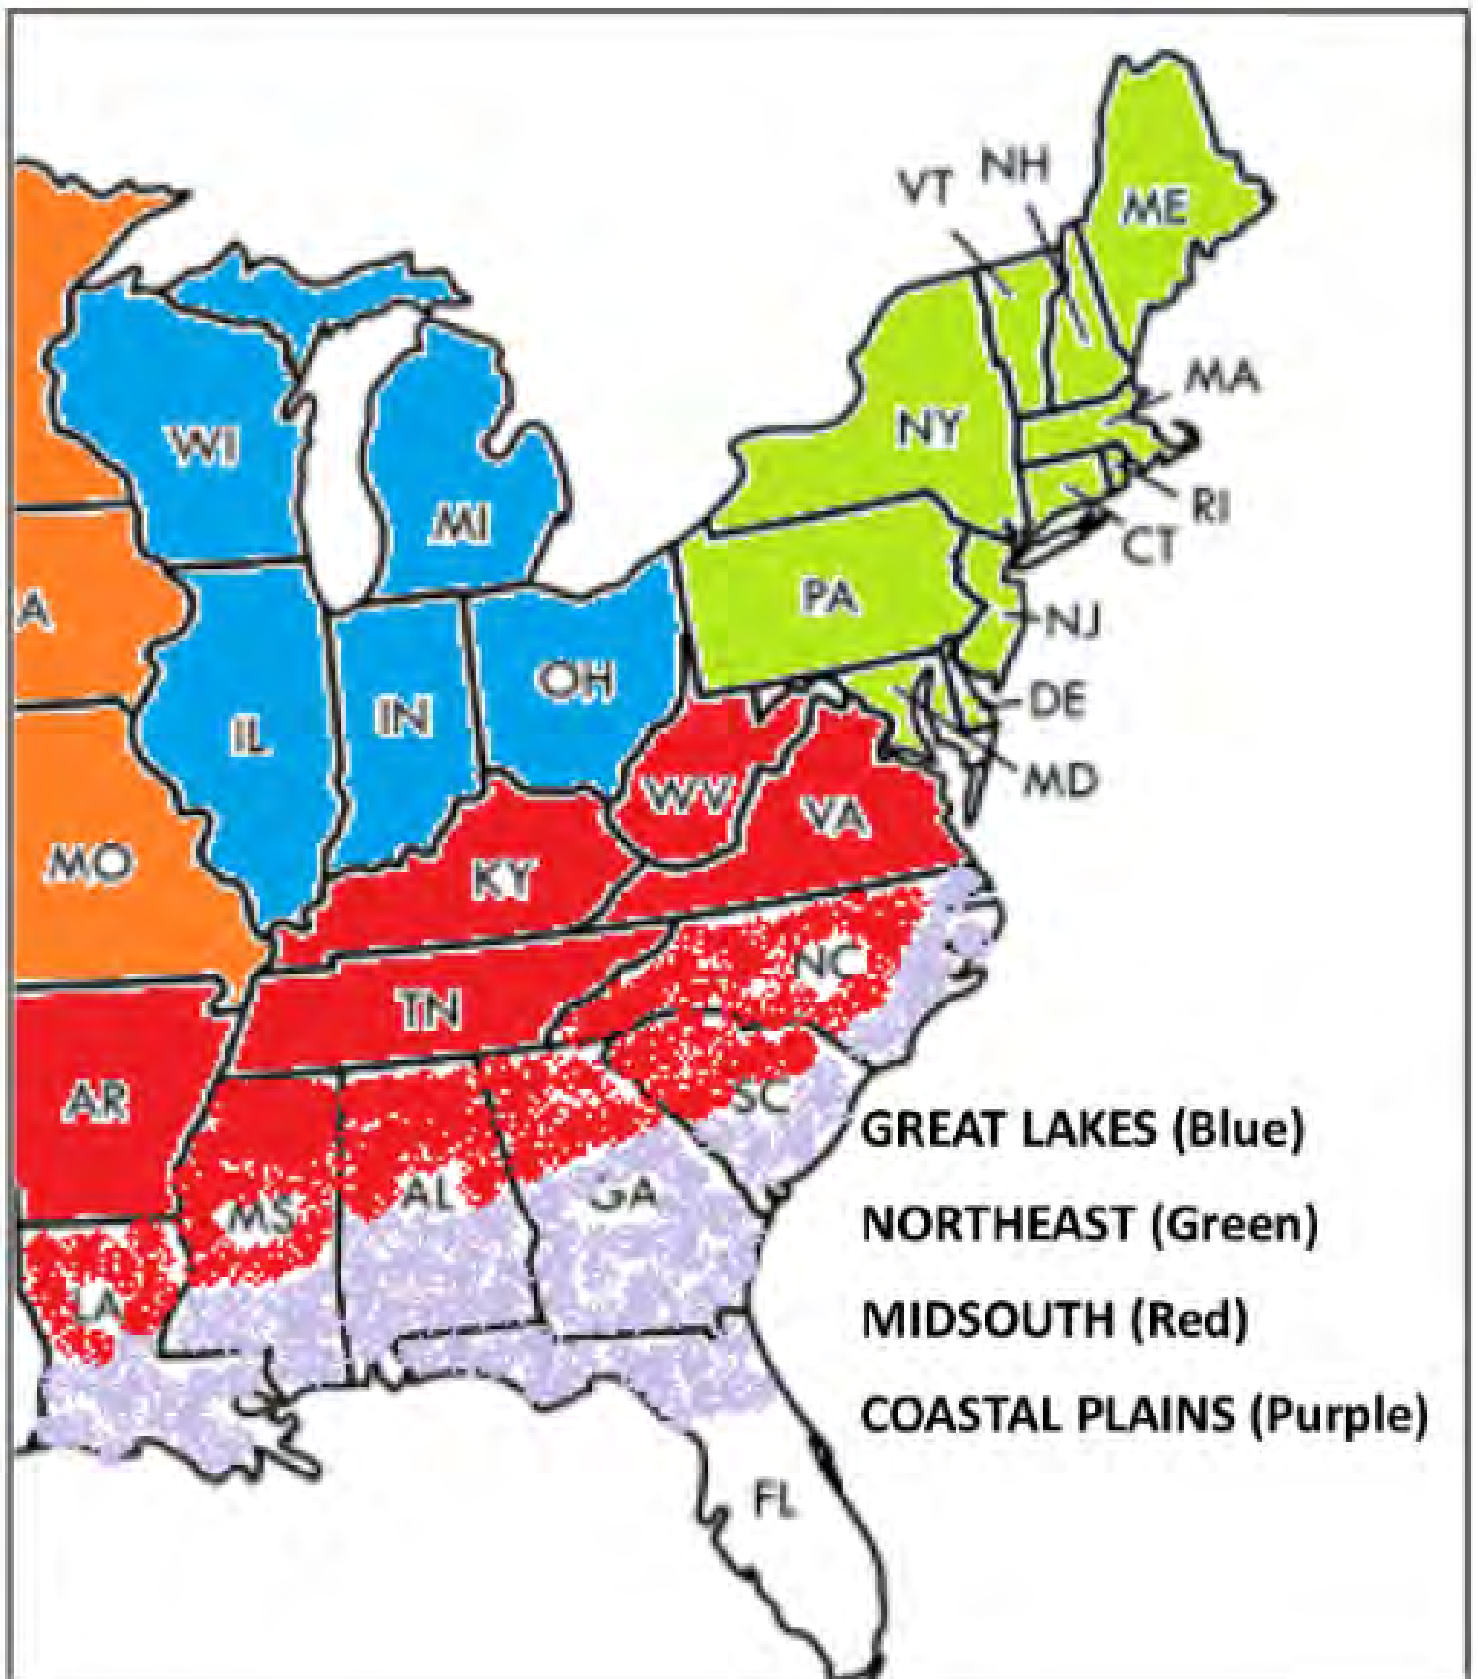 NH
VT
ME
MA
NY
WI
MI
RI
CT
A
PA
NJ
OH
DE
IN
IL
MD
WV
VA
MO
KY
NC
TN
AR
SC
GREAT LAKES (Blue)
AL
GA
MS
NORTHEAST (Green)
LA
MIDSOUTH (Red)
COASTAL PLAINS (Purple)
FL